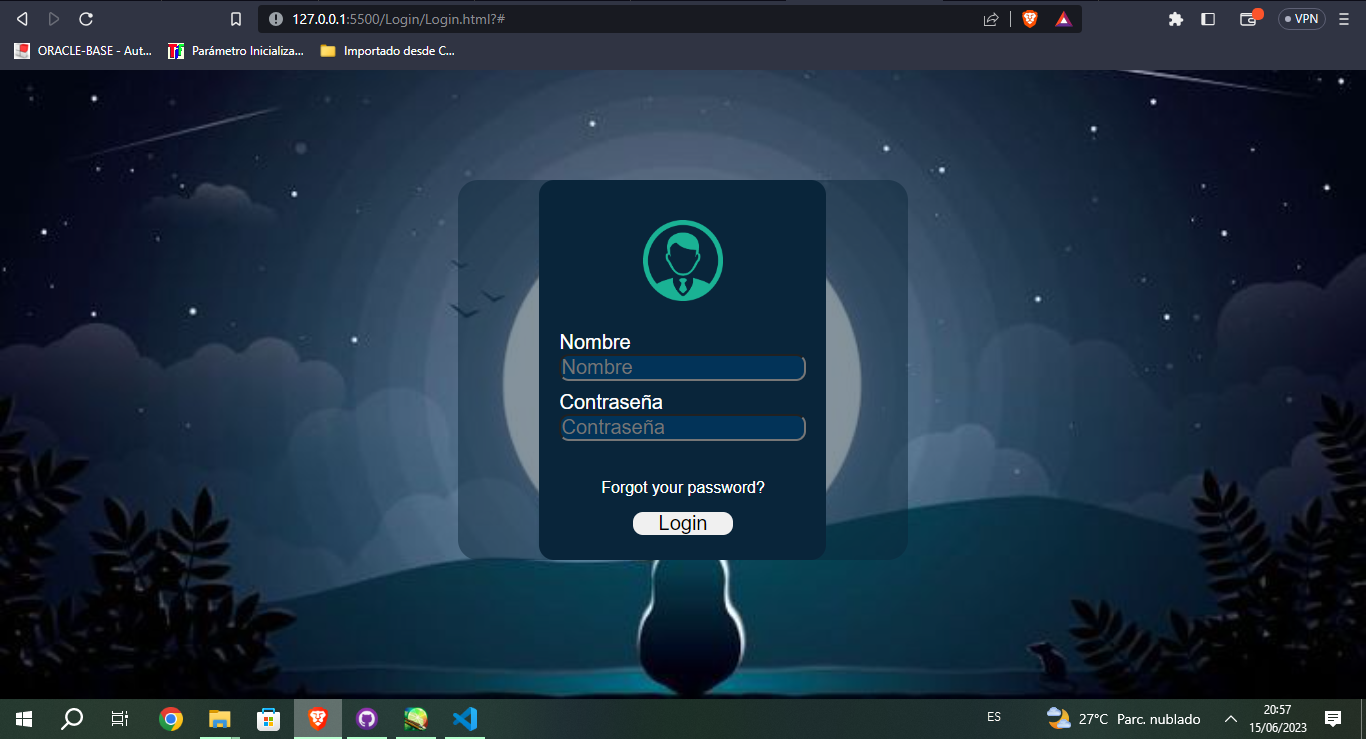 127.0.0.1:5500/Login/Login.html?#
VPN
ORACLE-BASE - Aut... Parámetro Inicializa... Importado desde C...
Nombre
Nombre
Contraseña
Contraseña
Forgot your password?
Login
ES
27°C Parc. nublado
20:57
15/06/2023